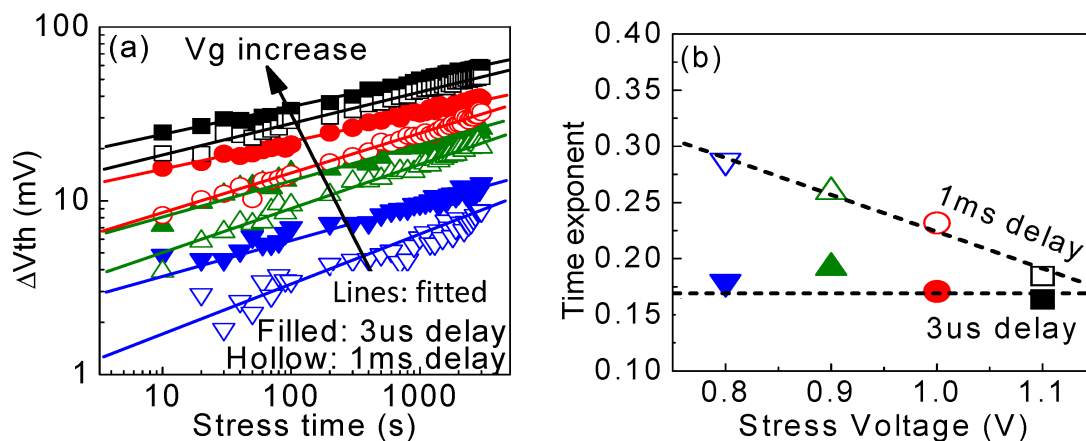 (a)
Vg increase
Lines: fitted
Filled: 3us delay
Hollow: 1ms delay
100
10
1
ΔVth (mV)
10
100
1000
Stress time (s)
(b)
1ms delay
3us delay
0.40
0.35
0.30
0.25
0.20
0.15
0.10
Time exponent
0.8
0.9
1.0
1.1
Stress Voltage (V)